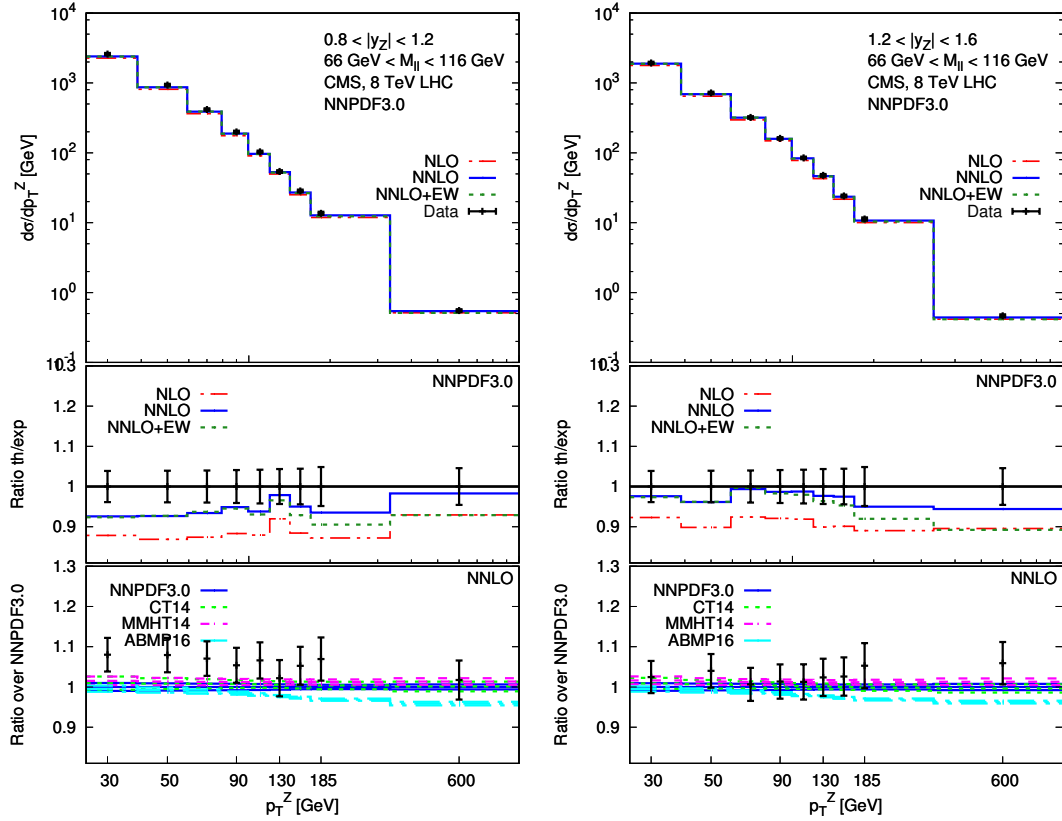 10^4
10^3
10^2
10^1
10^0
10^-1
dσ/dp_T^Z [GeV]
0.8 < |y_Z| < 1.2
66 GeV < M_ll < 116 GeV
CMS, 8 TeV LHC
NNPDF3.0
NLO
NNLO
NNLO+EW
Data
1.3
1.2
1.1
1
0.9
Ratio th/exp
NNPDF3.0
NLO
NNLO
NNLO+EW
1.3
1.2
1.1
1
0.9
Ratio over NNPDF3.0
NNLO
NNPDF3.0
CT14
MMHT14
ABMP16
30 50 90 130 185 600
p_T^Z [GeV]
10^4
10^3
10^2
10^1
10^0
10^-1
dσ/dp_T^Z [GeV]
1.2 < |y_Z| < 1.6
66 GeV < M_ll < 116 GeV
CMS, 8 TeV LHC
NNPDF3.0
NLO
NNLO
NNLO+EW
Data
1.3
1.2
1.1
1
0.9
Ratio th/exp
NNPDF3.0
NLO
NNLO
NNLO+EW
1.3
1.2
1.1
1
0.9
Ratio over NNPDF3.0
NNLO
NNPDF3.0
CT14
MMHT14
ABMP16
30 50 90 130 185 600
p_T^Z [GeV]